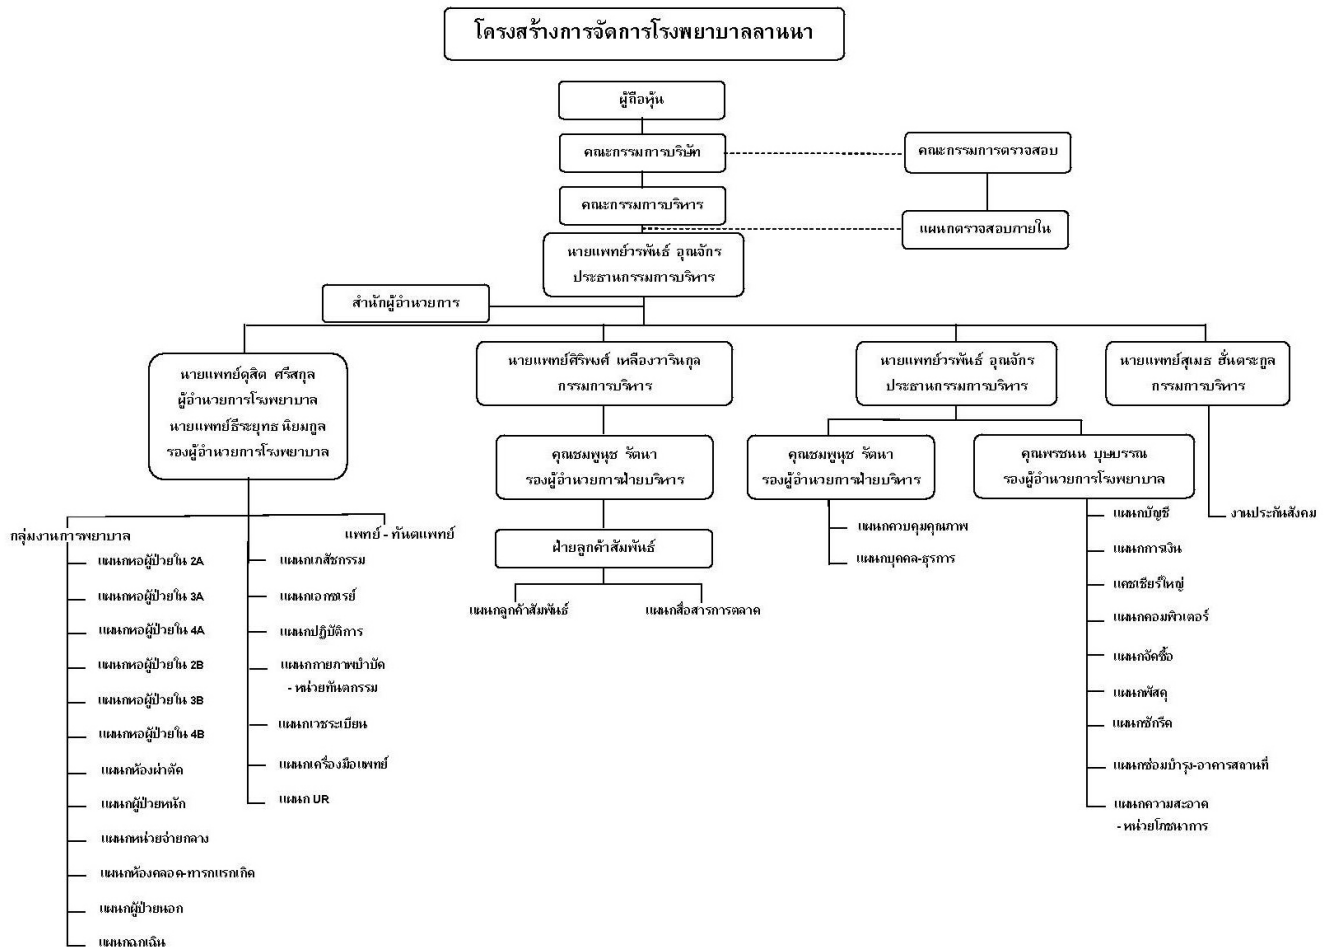 โครงสร้างการจัดการโรงพยาบาลลานนา
ผู้ถือหุ้น
คณะกรรมการบริษัท
คณะกรรมการตรวจสอบ
คณะกรรมการบริหาร
แผนกตรวจสอบภายใน
นายแพทย์วรพันธ์ อุณจักร
ประธานกรรมการบริหาร
สำนักผู้อำนวยการ
นายแพทย์ดุสิต ศรีสกุล
ผู้อำนวยการโรงพยาบาล
นายแพทย์ธีระยุทธ นิยมกูล
รองผู้อำนวยการโรงพยาบาล
นายแพทย์ศิริพงศ์ เหลืองวารินกุล
กรรมการบริหาร
นายแพทย์วรพันธ์ อุณจักร
ประธานกรรมการบริหาร
นายแพทย์สุเมธ ฮั่นตระกูล
กรรมการบริหาร
คุณชมพูนุช รัตนา
รองผู้อำนวยการฝ่ายบริหาร
คุณชมพูนุช รัตนา
รองผู้อำนวยการฝ่ายบริหาร
คุณพรชนน บุษบรรณ
รองผู้อำนวยการโรงพยาบาล
กลุ่มงานการพยาบาล
แผนกหอผู้ป่วยใน 2A
แผนกหอผู้ป่วยใน 3A
แผนกหอผู้ป่วยใน 4A
แผนกหอผู้ป่วยใน 2B
แผนกหอผู้ป่วยใน 3B
แผนกหอผู้ป่วยใน 4B
แผนกห้องผ่าตัด
แผนกผู้ป่วยหนัก
แผนกหน่วยจ่ายกลาง
แผนกห้องคลอด-ทารกแรกเกิด
แผนกผู้ป่วยนอก
แผนกฉุกเฉิน
แพทย์ - ทันตแพทย์
แผนกเภสัชกรรม
แผนกเอกซเรย์
แผนกปฏิบัติการ
แผนกกายภาพบำบัด
- หน่วยทันตกรรม
แผนกเวชระเบียน
แผนกเครื่องมือแพทย์
แผนก UR
ฝ่ายลูกค้าสัมพันธ์
แผนกลูกค้าสัมพันธ์
แผนกสื่อสารการตลาด
แผนกควบคุมคุณภาพ
แผนกบุคคล-ธุรการ
แผนกบัญชี
แผนกการเงิน
แคชเชียร์ใหญ่
แผนกคอมพิวเตอร์
แผนกจัดซื้อ
แผนกพัสดุ
แผนกซักรีด
แผนกซ่อมบำรุง-อาคารสถานที่
แผนกความสะอาด
- หน่วยโภชนาการ
งานประกันสังคม